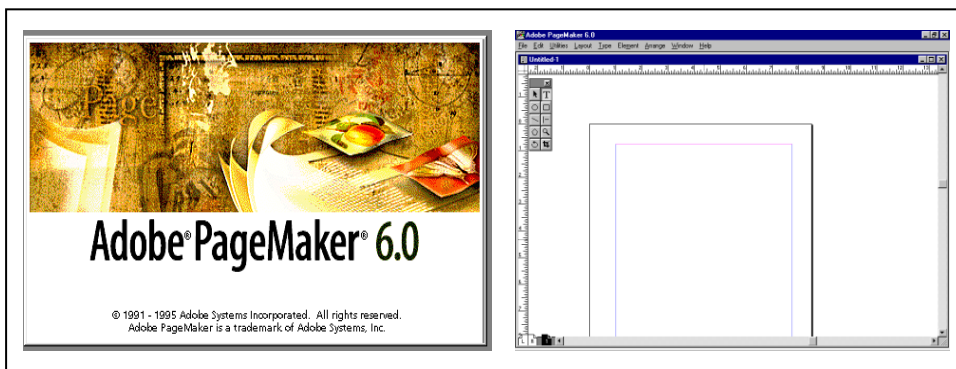 Page
Adobe® PageMaker® 6.0
© 1991 - 1995 Adobe Systems Incorporated. All rights reserved.
Adobe PageMaker is a trademark of Adobe Systems, Inc.
Adobe PageMaker 6.0
File Edit Utilities Layout Type Element Arrange Window Help
Untitled-1